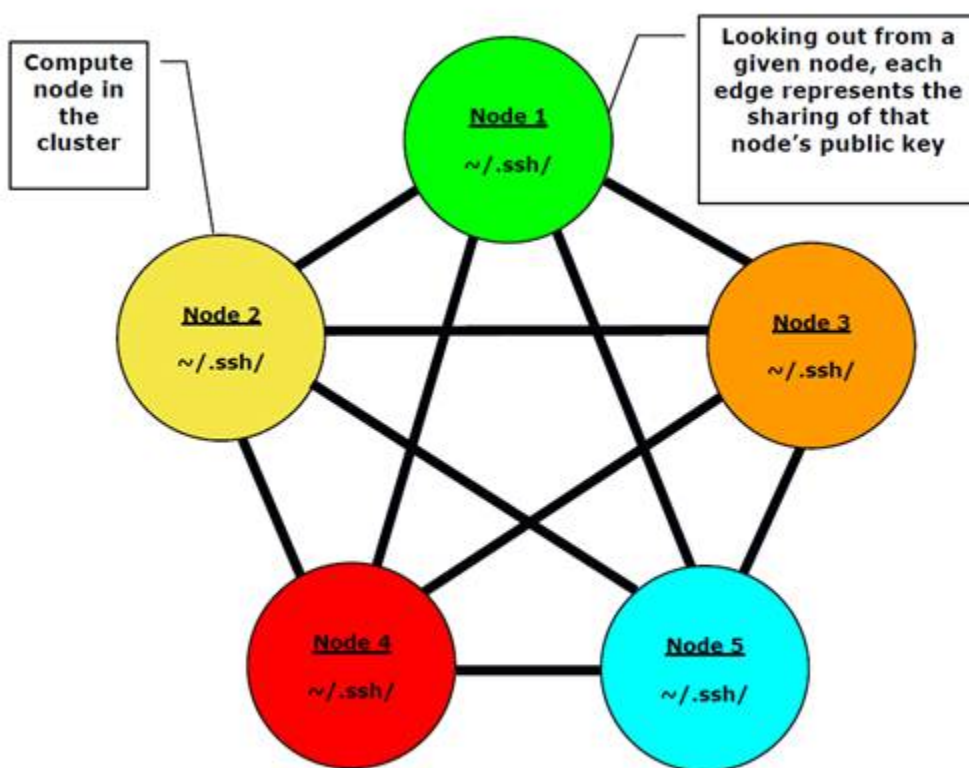 Compute
node in
the
cluster
Looking out from a
given node, each
edge represents the
sharing of that
node’s public key
Node 1
~/.ssh/
Node 2
~/.ssh/
Node 3
~/.ssh/
Node 4
~/.ssh/
Node 5
~/.ssh/